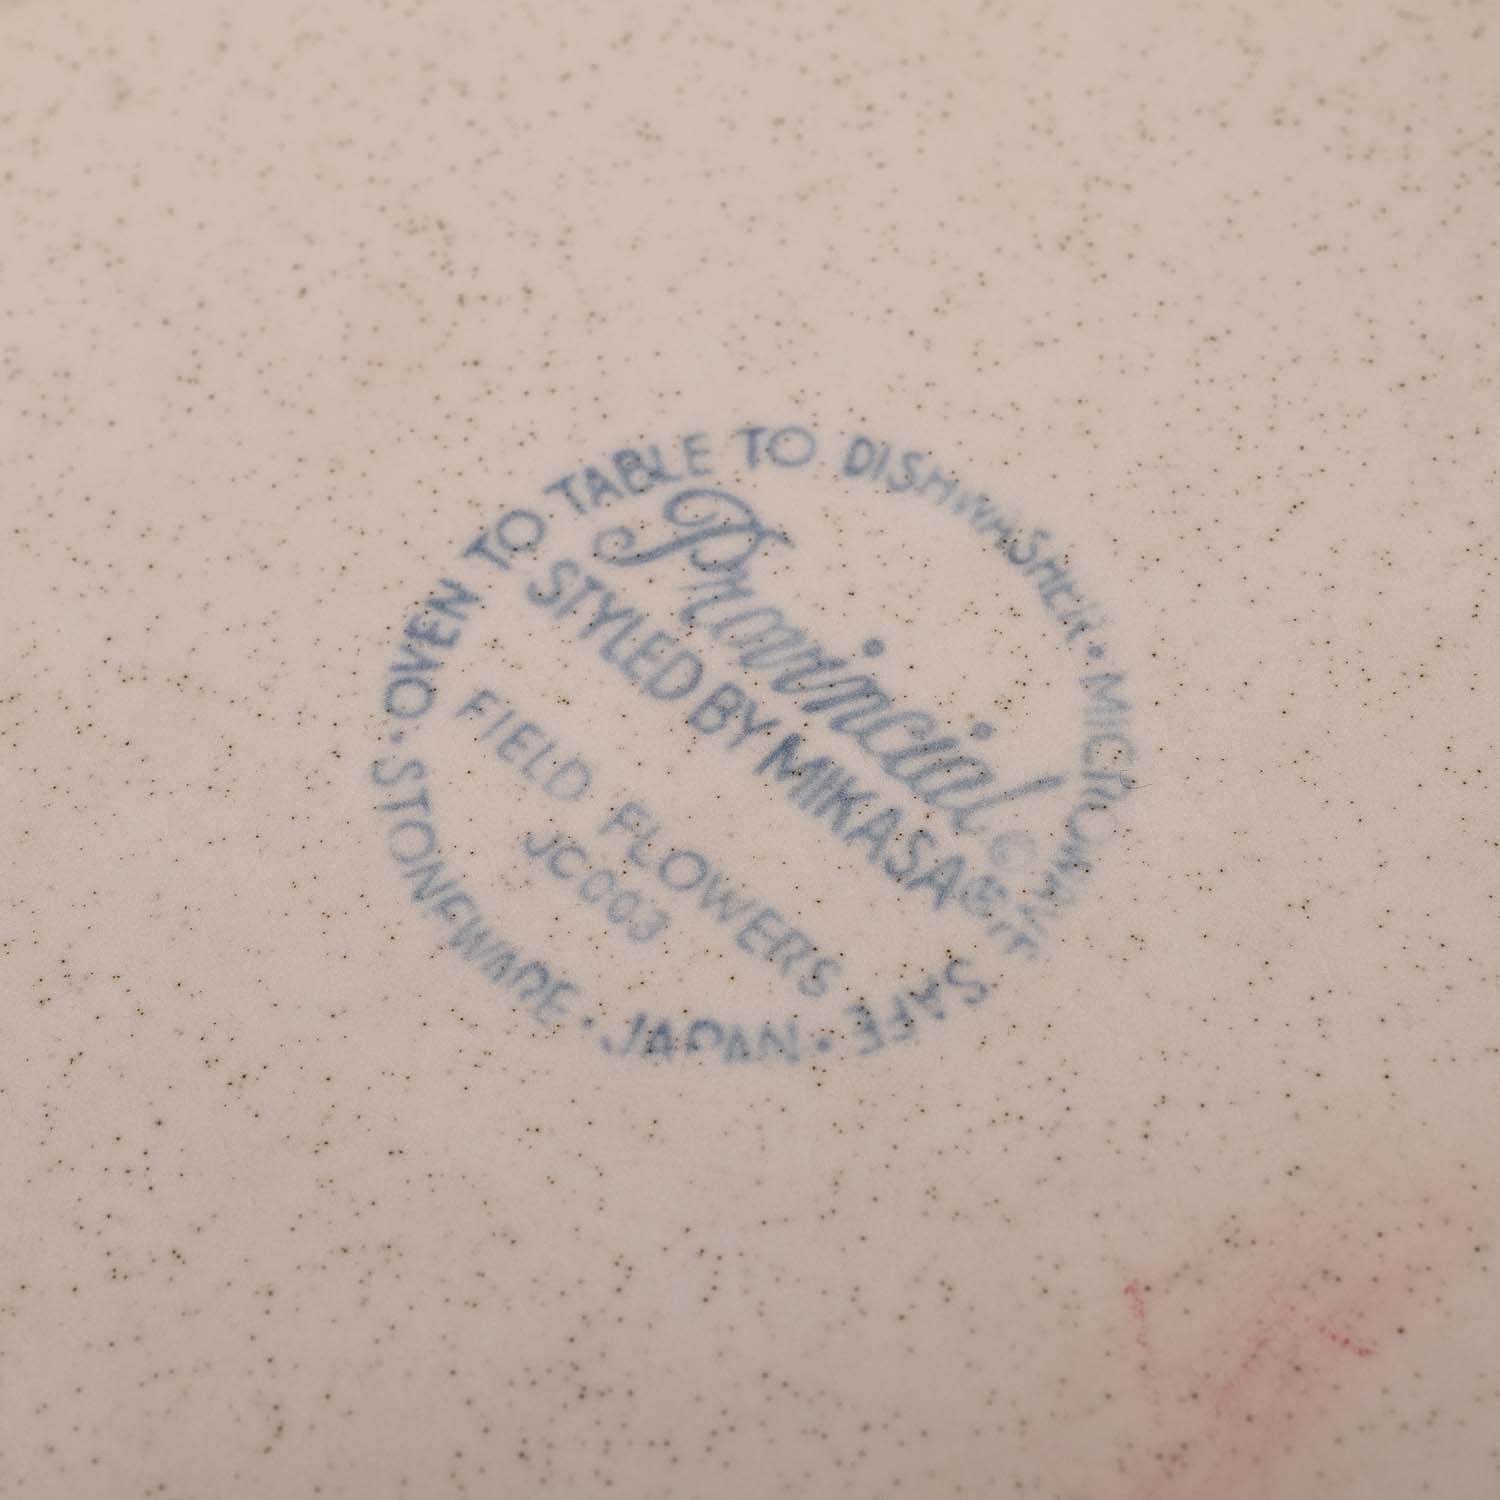 OVEN TO TABLE TO DISHWASHER • MICROWAVE SAFE • JAPAN • STONEWARE •
Provincial ©
STYLED BY MIKASA
FIELD FLOWERS
JC003